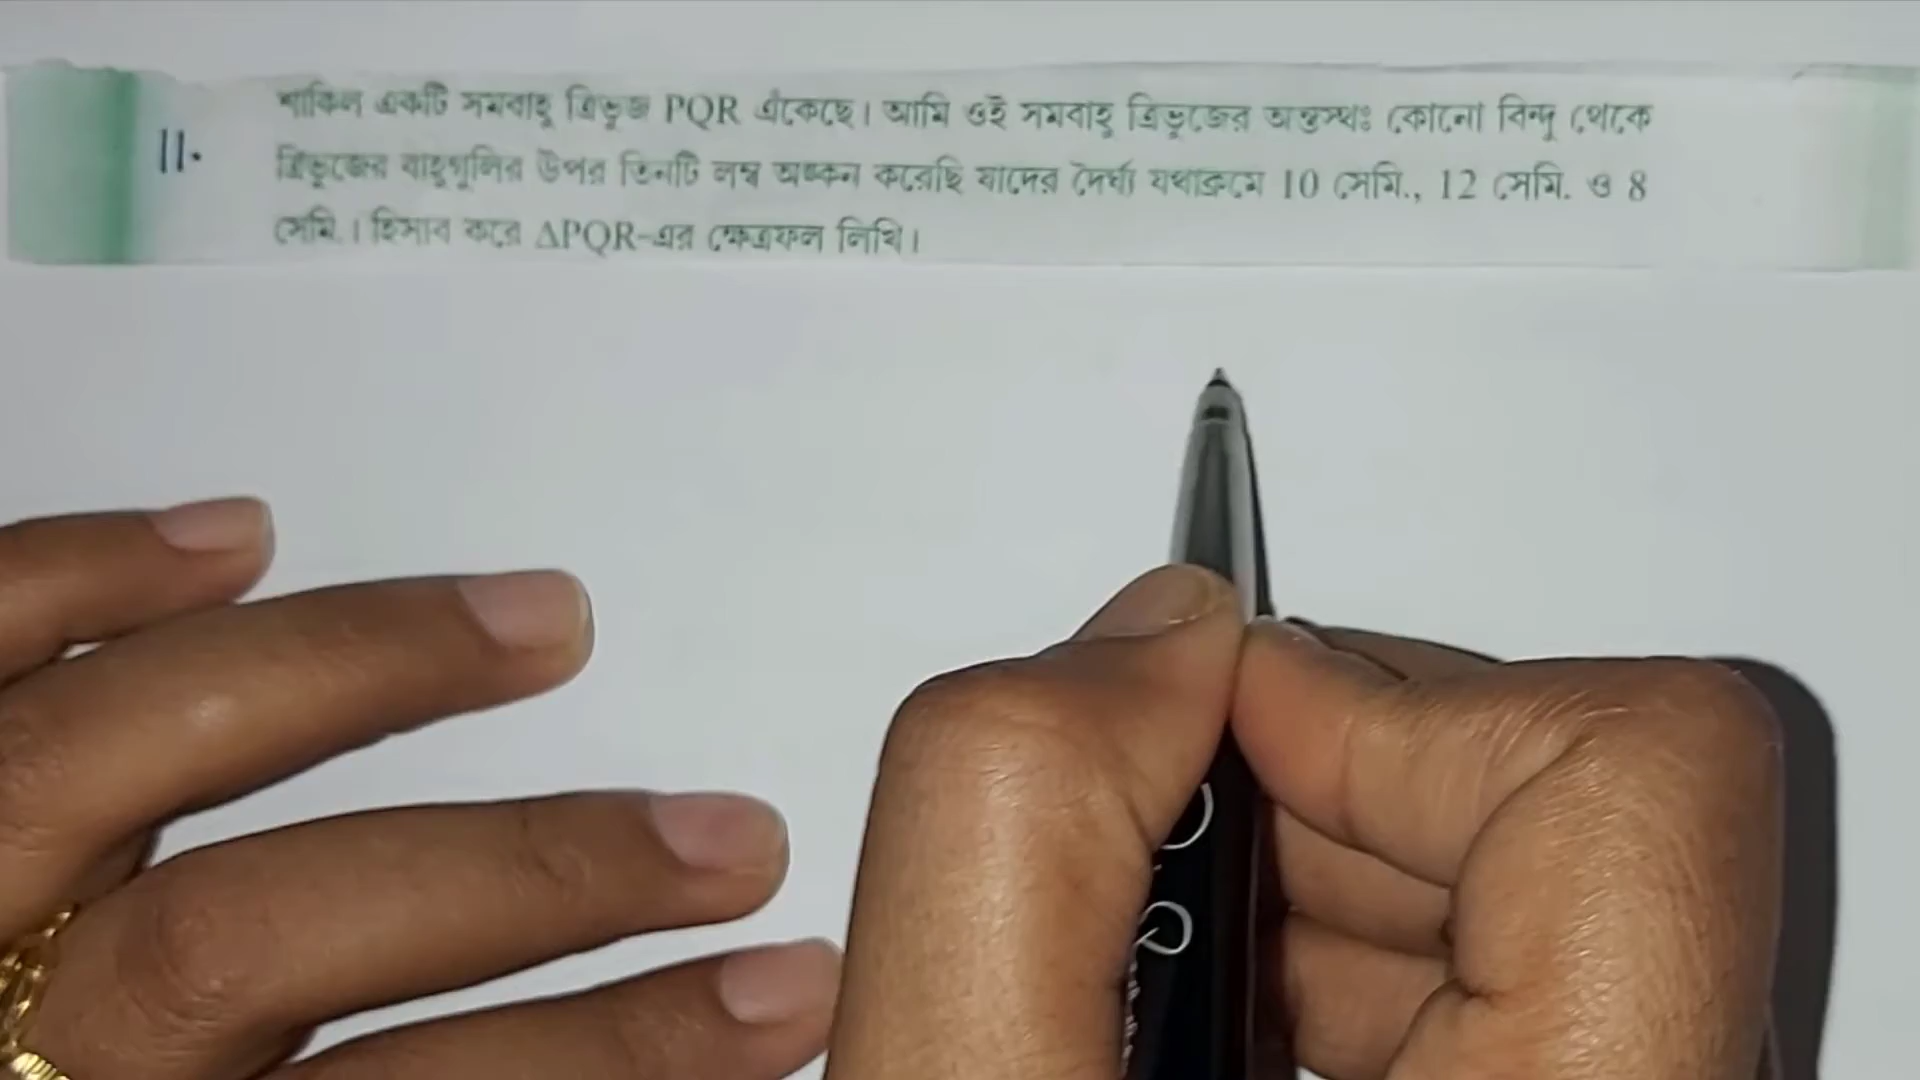 11. শাকিল একটি সমবাহু ত্রিভুজ PQR এঁকেছে। আমি ওই সমবাহু ত্রিভুজের অন্তস্থঃ কোনো বিন্দু থেকে
ত্রিভুজের বাহুগুলির উপর তিনটি লম্ব অঙ্কন করেছি যাদের দৈর্ঘ্য যথাক্রমে 10 সেমি., 12 সেমি. ও 8
সেমি.। হিসাব করে ΔPQR-এর ক্ষেত্রফল লিখি।